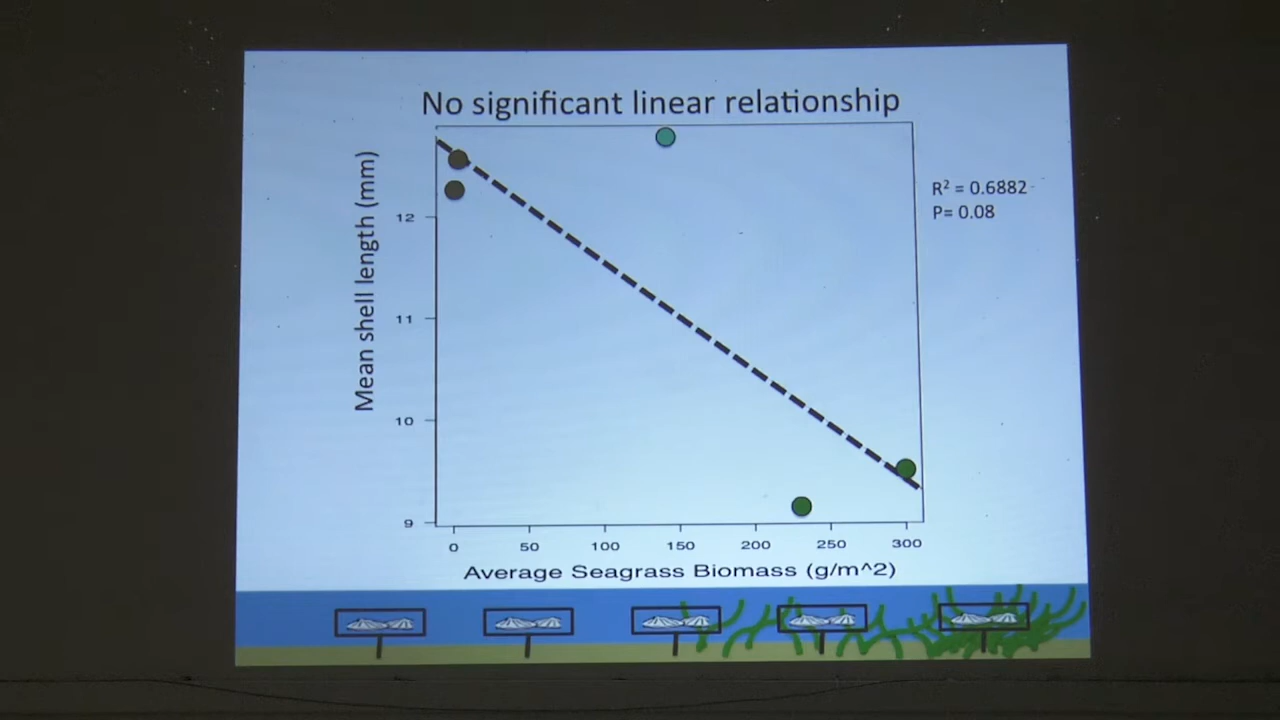 No significant linear relationship
Mean shell length (mm)
12
11
10
9
0 50 100 150 200 250 300
Average Seagrass Biomass (g/m^2)
R² = 0.6882
P= 0.08